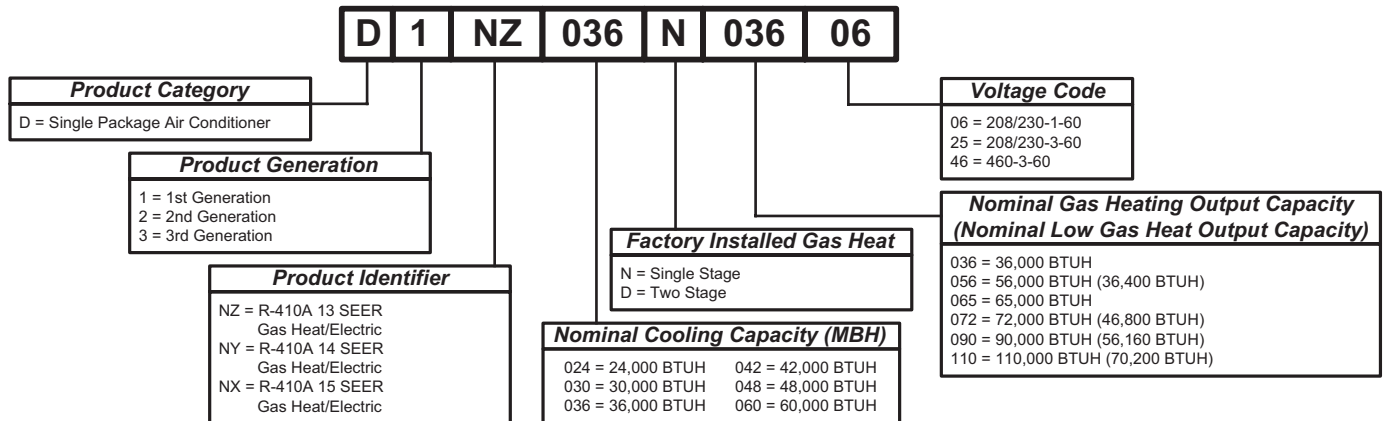 D 1 NZ 036 N 036 06
Product Category
D = Single Package Air Conditioner
Product Generation
1 = 1st Generation
2 = 2nd Generation
3 = 3rd Generation
Product Identifier
NZ = R-410A 13 SEER
Gas Heat/Electric
NY = R-410A 14 SEER
Gas Heat/Electric
NX = R-410A 15 SEER
Gas Heat/Electric
Nominal Cooling Capacity (MBH)
024 = 24,000 BTUH 042 = 42,000 BTUH
030 = 30,000 BTUH 048 = 48,000 BTUH
036 = 36,000 BTUH 060 = 60,000 BTUH
Factory Installed Gas Heat
N = Single Stage
D = Two Stage
Nominal Gas Heating Output Capacity
(Nominal Low Gas Heat Output Capacity)
036 = 36,000 BTUH
056 = 56,000 BTUH (36,400 BTUH)
065 = 65,000 BTUH
072 = 72,000 BTUH (46,800 BTUH)
090 = 90,000 BTUH (56,160 BTUH)
110 = 110,000 BTUH (70,200 BTUH)
Voltage Code
06 = 208/230-1-60
25 = 208/230-3-60
46 = 460-3-60